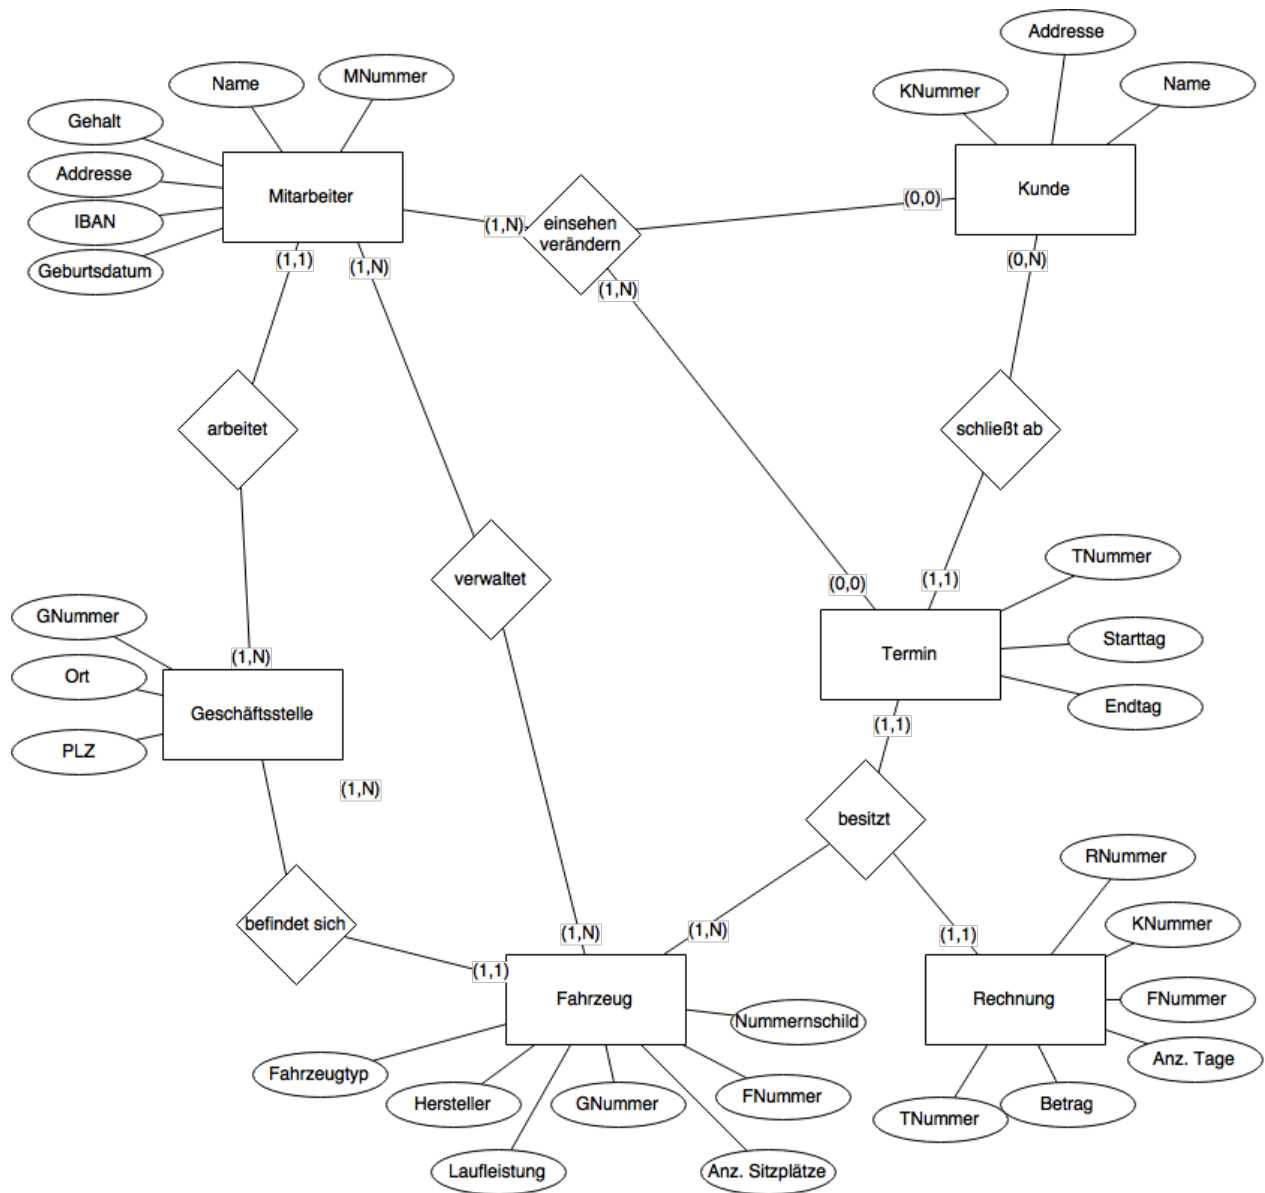 Addresse
MNummer
Name
KNummer
Name
Gehalt
Addresse
Mitarbeiter
Kunde
IBAN
(1,N)
einsehen
verändern
(0,0)
Geburtsdatum
(1,1)
(1,N)
(1,N)
(0,N)
arbeitet
schließt ab
TNummer
verwaltet
(0,0)
(1,1)
GNummer
Starttag
(1,N)
Termin
Ort
Endtag
Geschäftsstelle
(1,1)
PLZ
(1,N)
besitzt
RNummer
befindet sich
KNummer
(1,N)
(1,N)
(1,1)
(1,1)
Fahrzeug
Rechnung
FNummer
Nummernschild
Anz. Tage
Fahrzeugtyp
Hersteller
GNummer
FNummer
Betrag
TNummer
Laufleistung
Anz. Sitzplätze